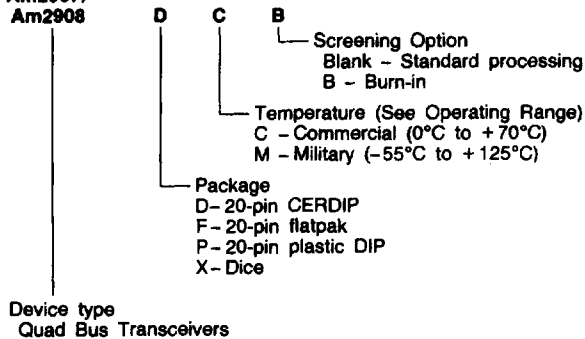 Am2908 D C B
Screening Option
Blank – Standard processing
B – Burn-in
Temperature (See Operating Range)
C – Commercial (0°C to +70°C)
M – Military (–55°C to +125°C)
Package
D – 20-pin CERDIP
F – 20-pin flatpak
P – 20-pin plastic DIP
X – Dice
Device type
Quad Bus Transceivers